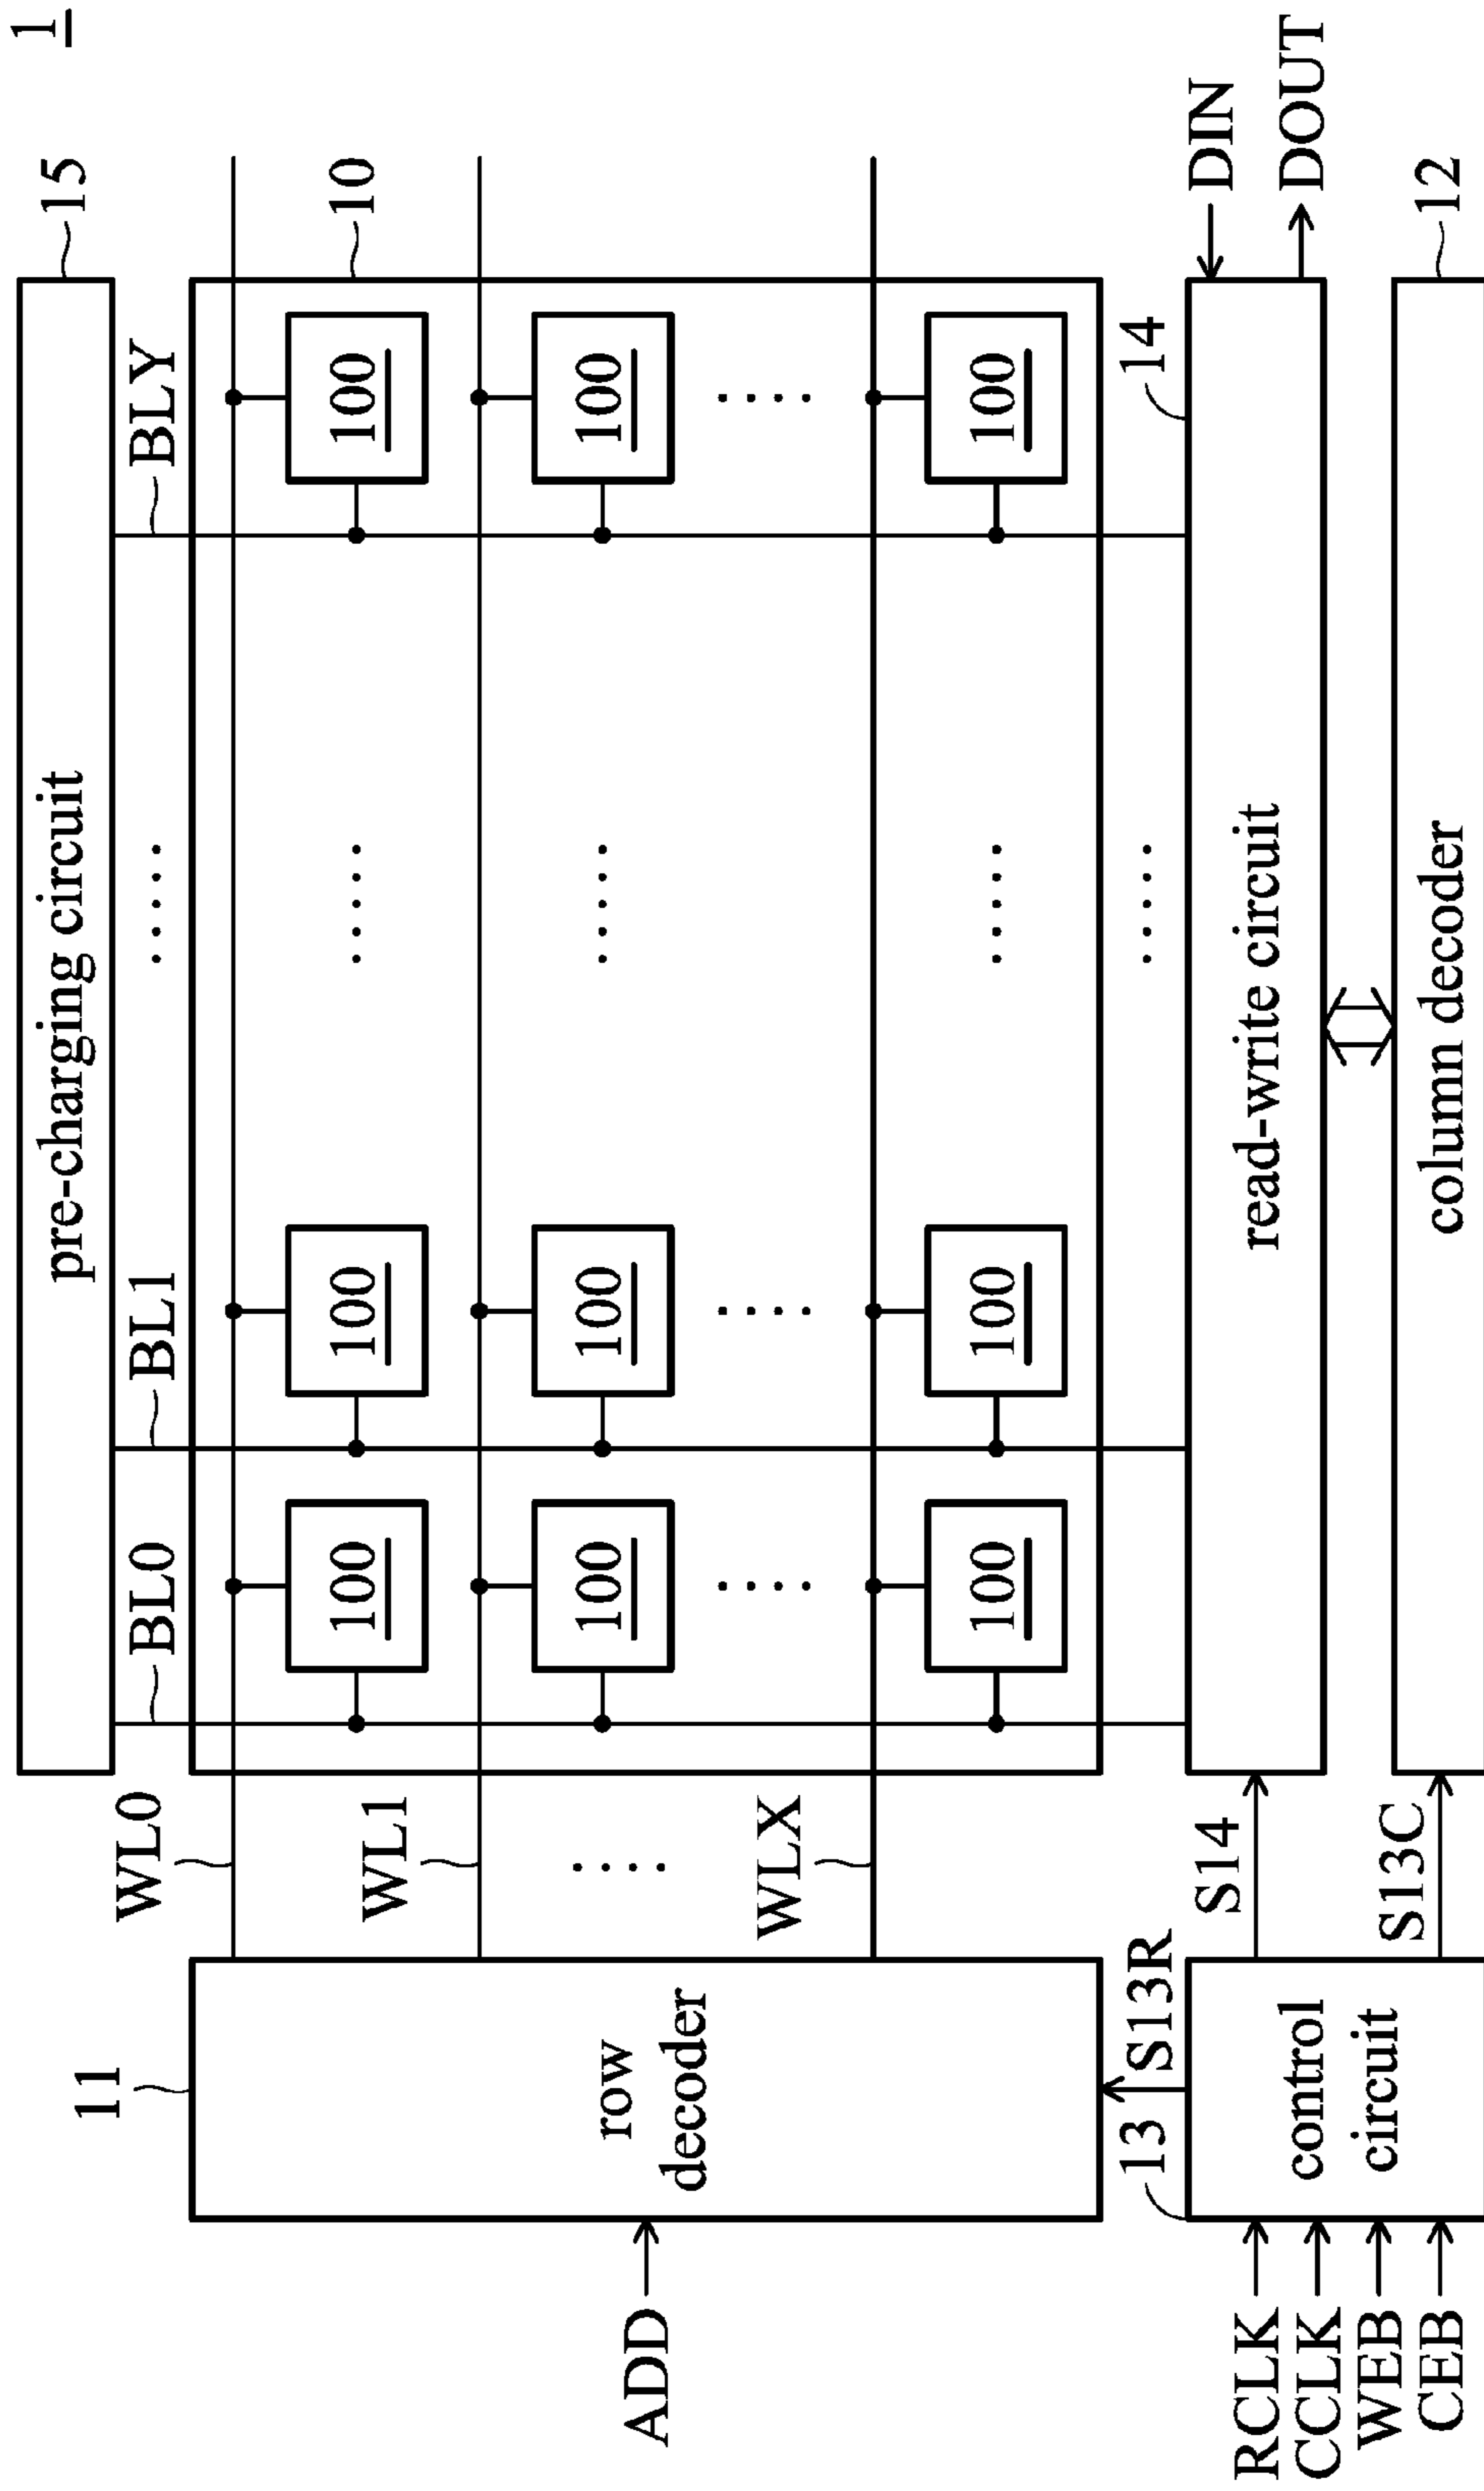 1
pre-charging circuit
15
BL0
BL1
.....
BLY
WL0
10
100
100
.....
100
11
WL1
row
decoder
100
100
.....
100
ADD
....
....
....
....
WLX
100
100
.....
100
S13R
13
.....
14
RCLK
CCLK
WEB
CEB
control
circuit
S14
S13C
read-write circuit
DIN
DOUT
column decoder
12